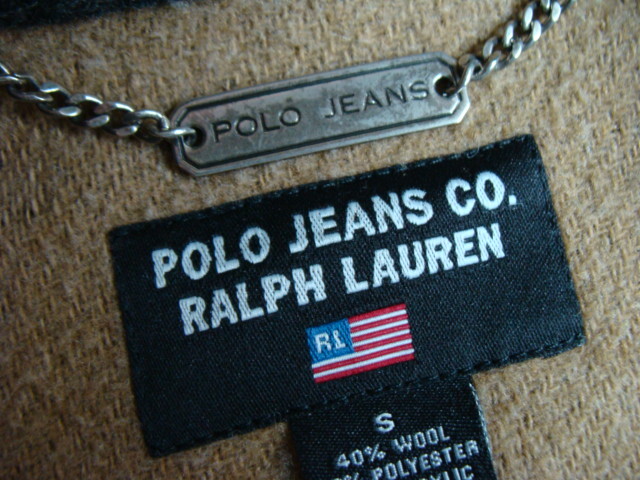 POLO JEANS
POLO JEANS CO.
RALPH LAUREN
RL
S
40% WOOL
POLYESTER